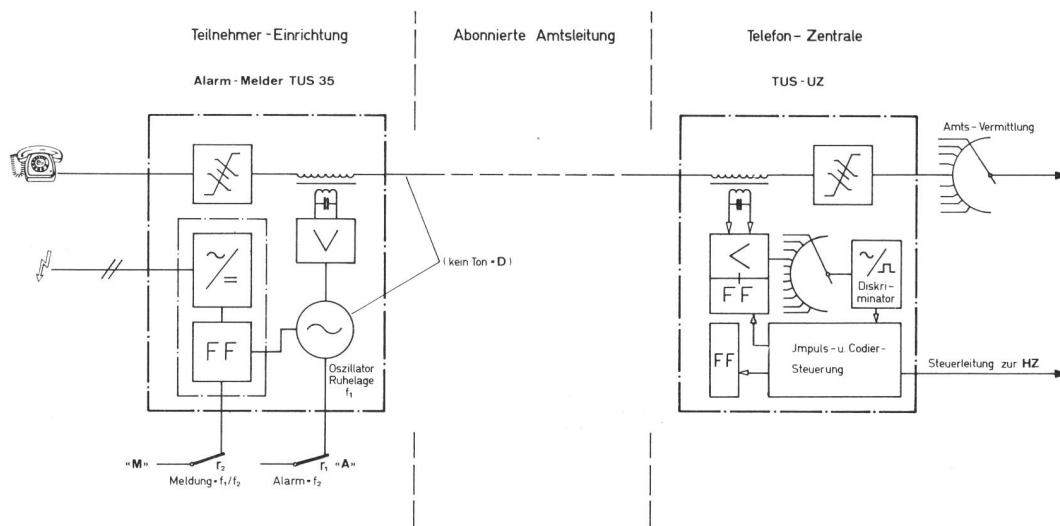 Teilnehmer-Einrichtung
Abonnierte Amtsleitung
Telefon-Zentrale
Alarm-Melder TUS 35
TUS-UZ
Amts-Vermittlung
(kein Ton = D)
Diskri-
minator
FF
FF
FF
Oszillator
Ruhelage
f₁
Jmpuls-u. Codier-
Steuerung
Steuerleitung zur HZ
"M"
r₂
r₁ "A"
Meldung = f₁/f₂
Alarm = f₂